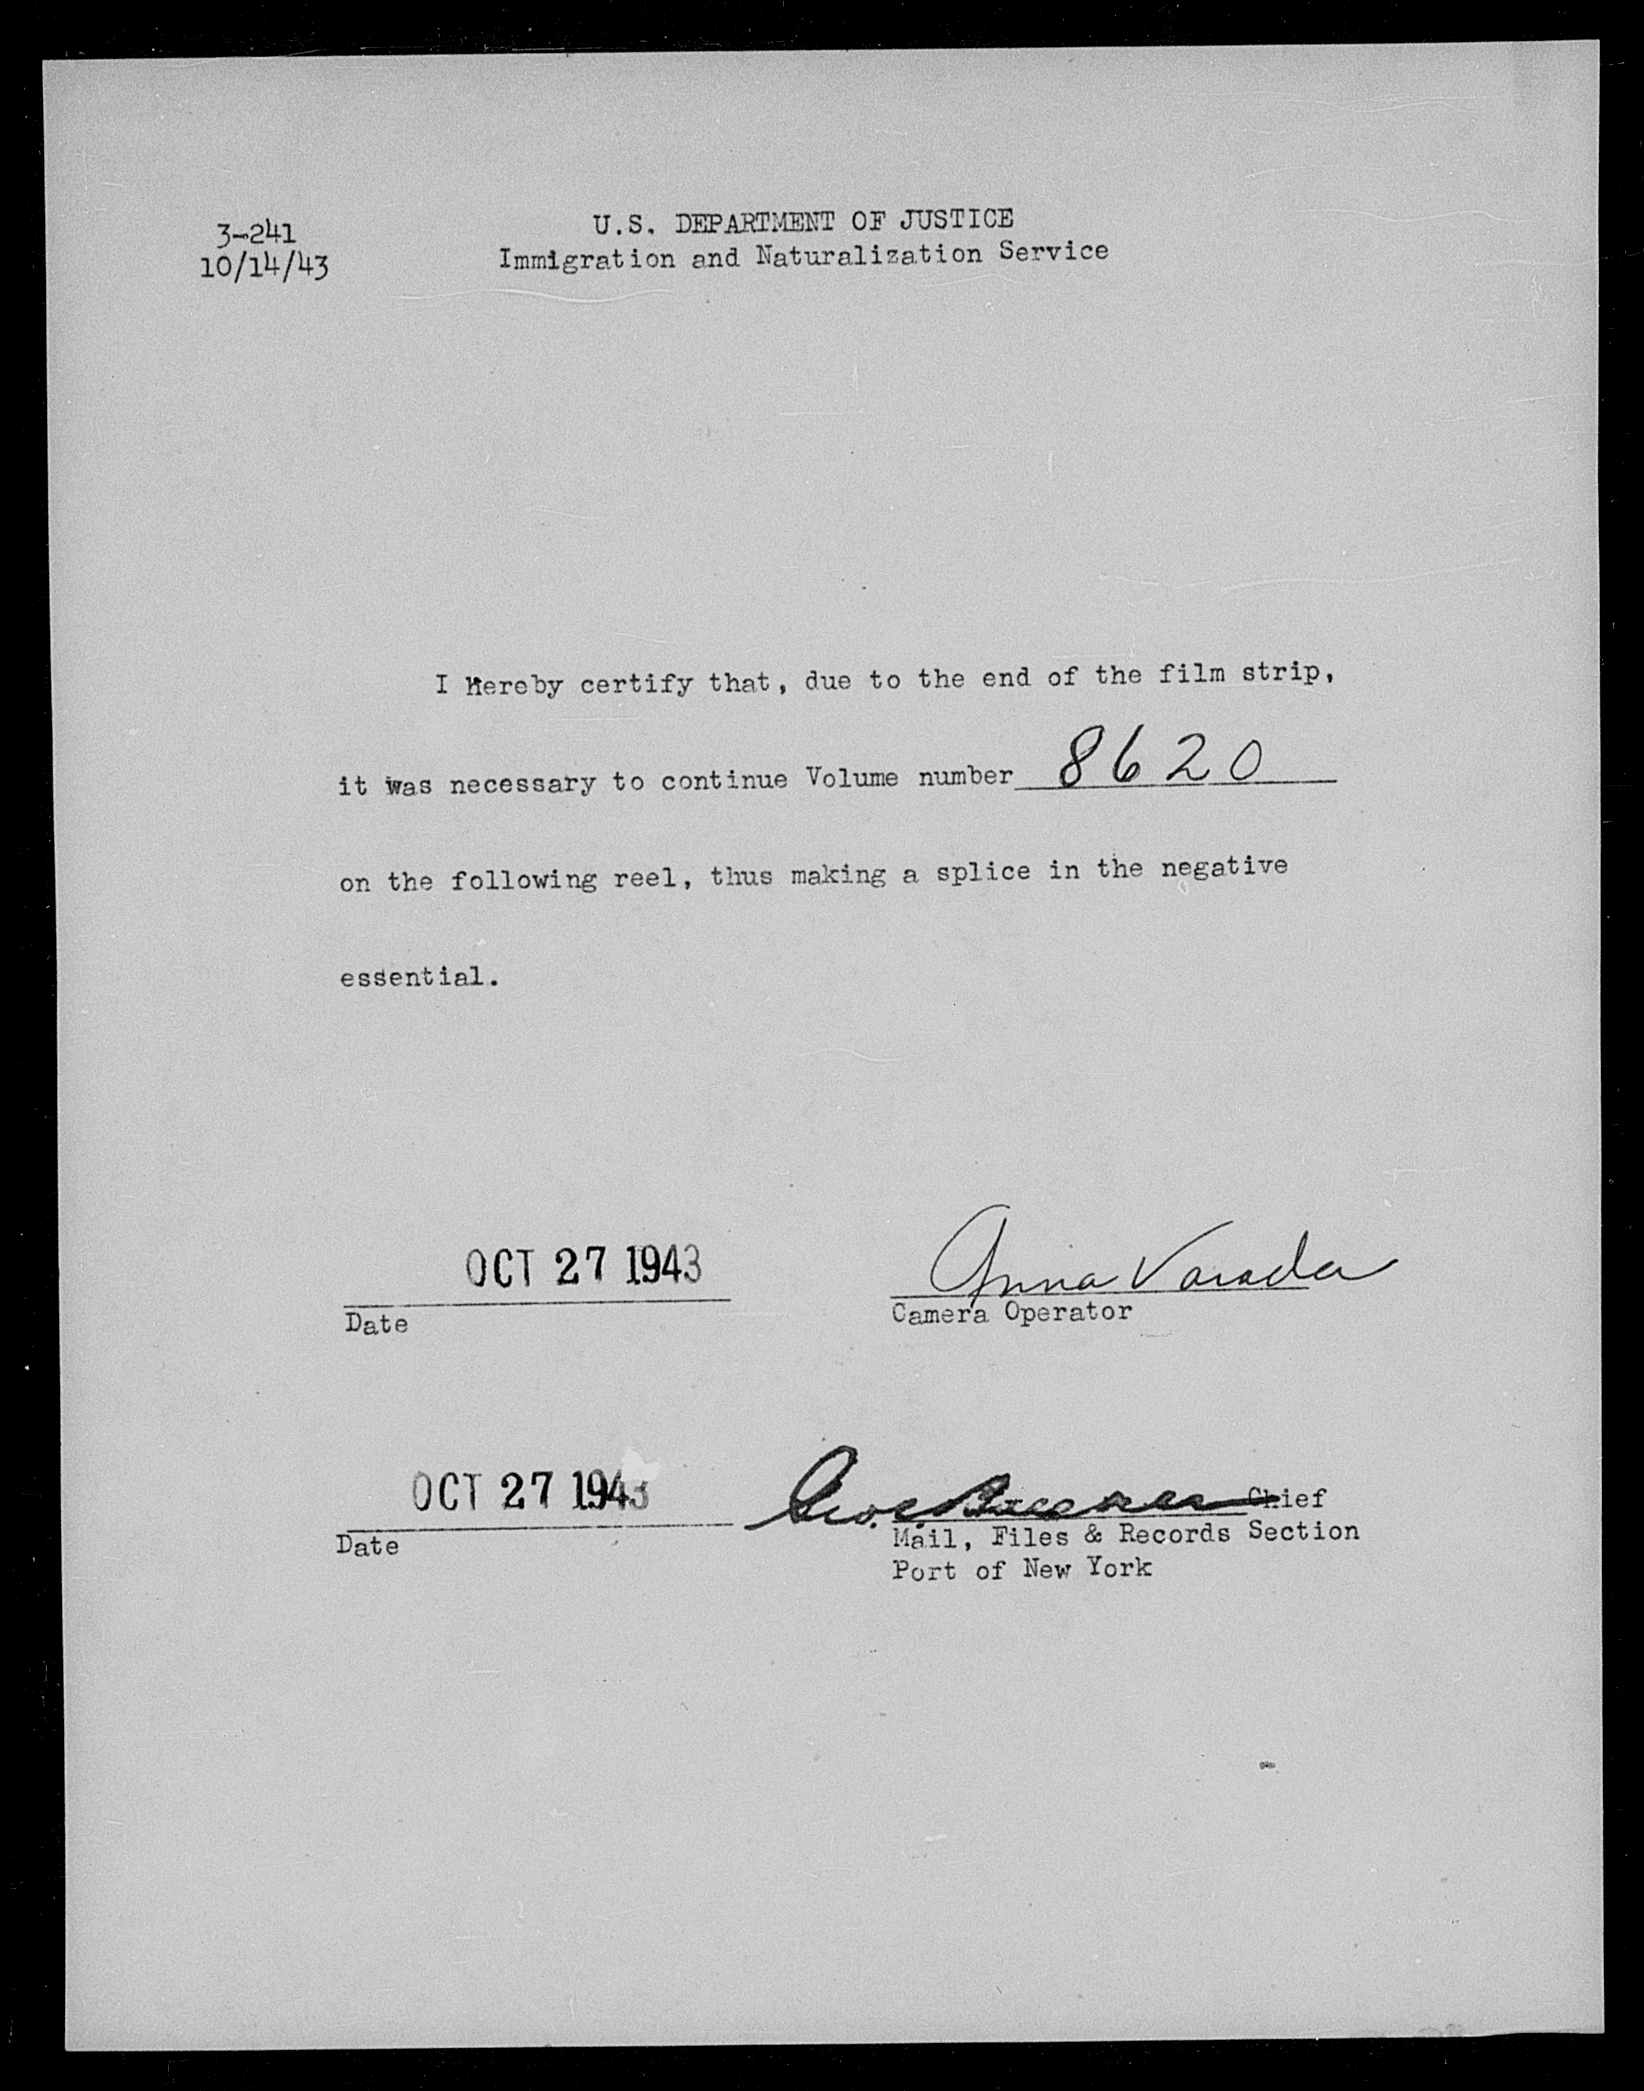 3-241
10/14/43
U.S. DEPARTMENT OF JUSTICE
Immigration and Naturalization Service
I Hereby certify that, due to the end of the film strip,
it was necessary to continue Volume number 8620
on the following reel, thus making a splice in the negative
essential.
OCT 27 1943
Anna Varada
Date
Camera Operator
OCT 27 1943
Geo. Chief
Date
Mail, Files & Records Section
Port of New York